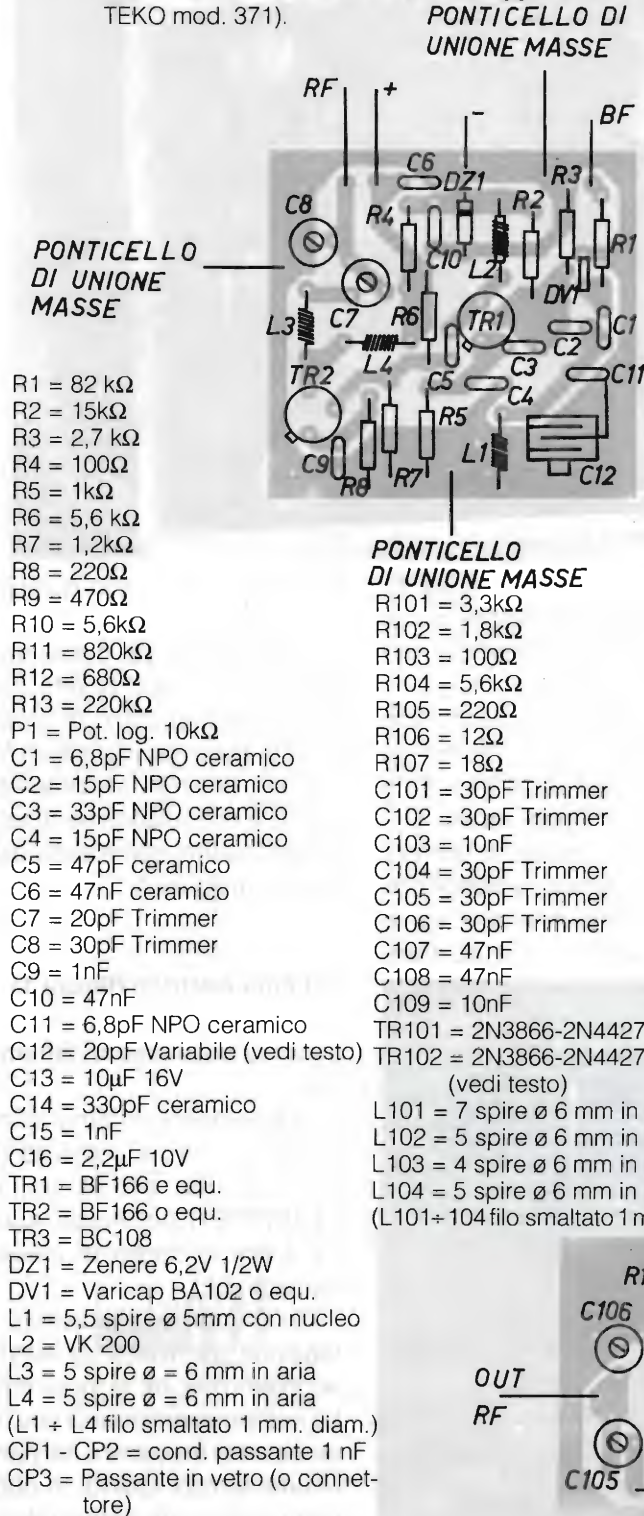 TEKO mod. 371).
PONTICELLO DI
UNIONE MASSE
RF
+
-
BF
C6
DZ1
R3
C8
R4
R2
R1
C10
L2
DV1
PONTICELLO
DI UNIONE
MASSE
L3
C7
R6
TR1
C1
L4
C2
C3
C11
TR2
C5
C4
R5
L1
C9
R8
R7
C12
PONTICELLO
DI UNIONE MASSE
R1 = 82 kΩ
R2 = 15kΩ
R3 = 2,7 kΩ
R4 = 100Ω
R5 = 1kΩ
R6 = 5,6 kΩ
R7 = 1,2kΩ
R8 = 220Ω
R9 = 470Ω
R10 = 5,6kΩ
R11 = 820kΩ
R12 = 680Ω
R13 = 220kΩ
P1 = Pot. log. 10kΩ
C1 = 6,8pF NPO ceramico
C2 = 15pF NPO ceramico
C3 = 33pF NPO ceramico
C4 = 15pF NPO ceramico
C5 = 47pF ceramico
C6 = 47nF ceramico
C7 = 20pF Trimmer
C8 = 30pF Trimmer
C9 = 1nF
C10 = 47nF
C11 = 6,8pF NPO ceramico
C12 = 20pF Variabile (vedi testo)
C13 = 10µF 16V
C14 = 330pF ceramico
C15 = 1nF
C16 = 2,2µF 10V
TR1 = BF166 e equ.
TR2 = BF166 o equ.
TR3 = BC108
DZ1 = Zenere 6,2V 1/2W
DV1 = Varicap BA102 o equ.
L1 = 5,5 spire ø 5mm con nucleo
L2 = VK 200
L3 = 5 spire ø = 6 mm in aria
L4 = 5 spire ø = 6 mm in aria
(L1 ÷ L4 filo smaltato 1 mm. diam.)
CP1 - CP2 = cond. passante 1 nF
CP3 = Passante in vetro (o connet-
tore)
R101 = 3,3kΩ
R102 = 1,8kΩ
R103 = 100Ω
R104 = 5,6kΩ
R105 = 220Ω
R106 = 12Ω
R107 = 18Ω
C101 = 30pF Trimmer
C102 = 30pF Trimmer
C103 = 10nF
C104 = 30pF Trimmer
C105 = 30pF Trimmer
C106 = 30pF Trimmer
C107 = 47nF
C108 = 47nF
C109 = 10nF
TR101 = 2N3866-2N4427
TR102 = 2N3866-2N4427
(vedi testo)
L101 = 7 spire ø 6 mm in
L102 = 5 spire ø 6 mm in
L103 = 4 spire ø 6 mm in
L104 = 5 spire ø 6 mm in
(L101÷104 filo smaltato 1
C106
OUT
RF
C105